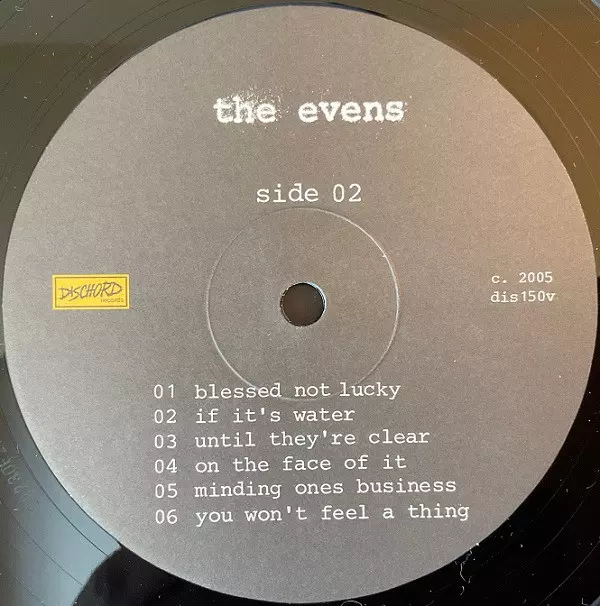 the evens
side 02
DISCHORD
records
c. 2005
dis150v
01 blessed not lucky
02 if it's water
03 until they're clear
04 on the face of it
05 minding ones business
06 you won't feel a thing